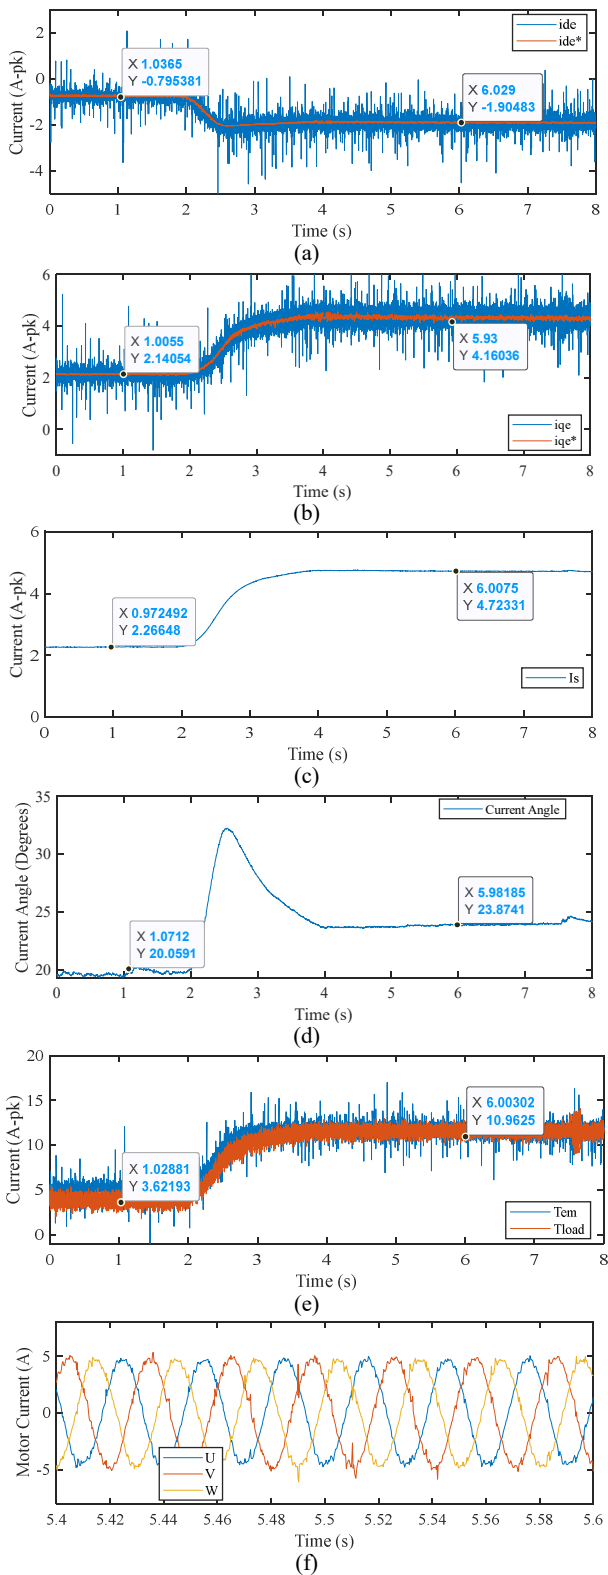 2
0
-2
-4
Current (A-pk)
ide
ide*
X 1.0365
Y -0.795381
X 6.029
Y -1.90483
0 1 2 3 4 5 6 7 8
Time (s)
(a)
6
4
2
0
Current (A-pk)
X 1.0055
Y 2.14054
X 5.93
Y 4.16036
iqe
iqe*
0 1 2 3 4 5 6 7 8
Time (s)
(b)
6
4
2
0
Current (A-pk)
X 0.972492
Y 2.26648
X 6.0075
Y 4.72331
Is
0 1 2 3 4 5 6 7 8
Time (s)
(c)
35
30
25
20
Current Angle (Degrees)
Current Angle
X 1.0712
Y 20.0591
X 5.98185
Y 23.8741
0 1 2 3 4 5 6 7 8
Time (s)
(d)
20
15
10
5
0
Current (A-pk)
X 1.02881
Y 3.62193
X 6.00302
Y 10.9625
Tem
Tload
0 1 2 3 4 5 6 7 8
Time (s)
(e)
5
0
-5
Motor Current (A)
U
V
W
5.4 5.42 5.44 5.46 5.48 5.5 5.52 5.54 5.56 5.58 5.6
Time (s)
(f)